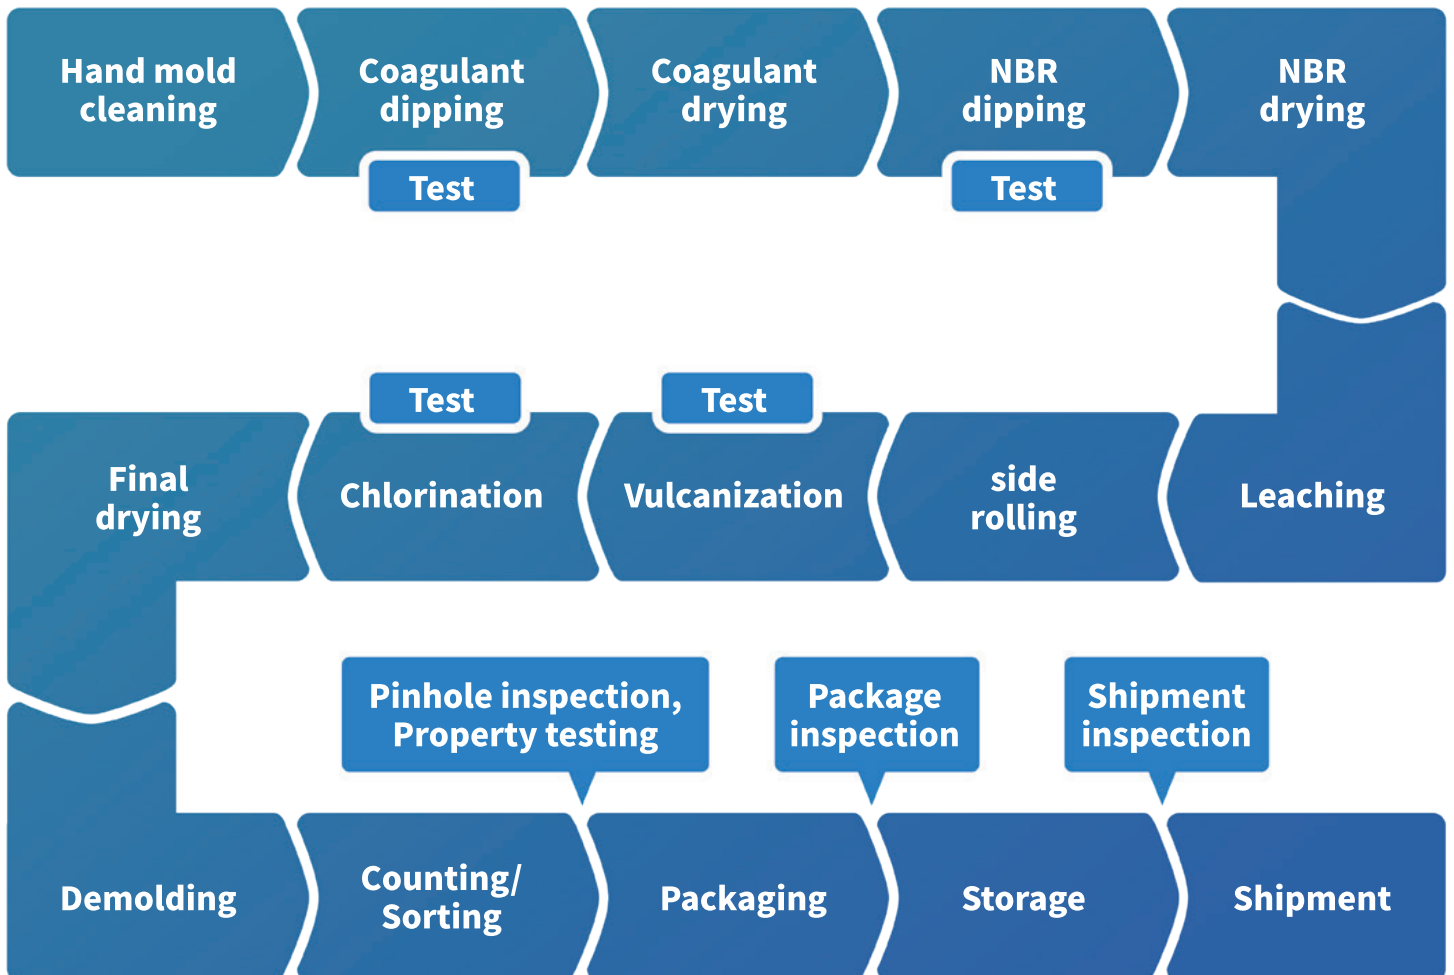 Hand mold
cleaning
Coagulant
dipping
Test
Coagulant
drying
NBR
dipping
Test
NBR
drying
Leaching
side
rolling
Test
Vulcanization
Test
Chlorination
Final
drying
Demolding
Counting/
Sorting
Pinhole inspection,
Property testing
Packaging
Package
inspection
Storage
Shipment
inspection
Shipment